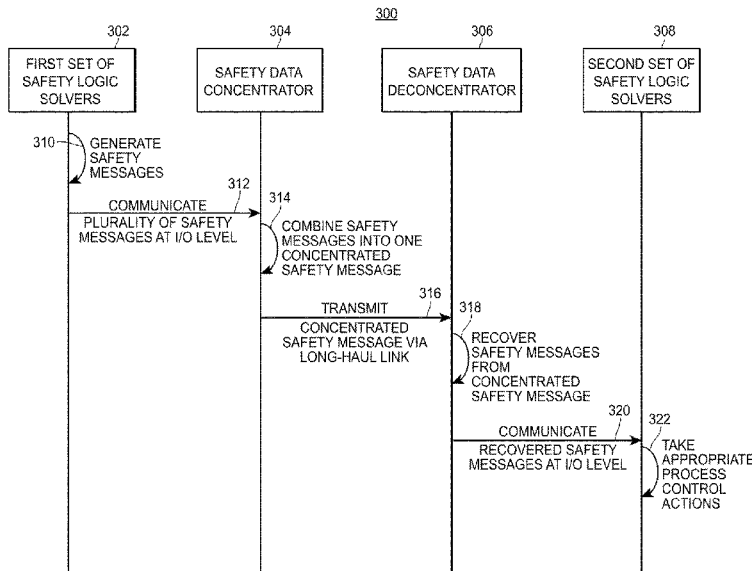 300
302
304
306
308
FIRST SET OF
SAFETY LOGIC
SOLVERS
SAFETY DATA
CONCENTRATOR
SAFETY DATA
DECONCENTRATOR
SECOND SET OF
SAFETY LOGIC
SOLVERS
310
GENERATE
SAFETY
MESSAGES
312
COMMUNICATE
PLURALITY OF SAFETY
MESSAGES AT I/O LEVEL
314
COMBINE SAFETY
MESSAGES INTO ONE
CONCENTRATED
SAFETY MESSAGE
316
TRANSMIT
CONCENTRATED
SAFETY MESSAGE VIA
LONG-HAUL LINK
318
RECOVER
SAFETY MESSAGES
FROM
CONCENTRATED
SAFETY MESSAGE
320
COMMUNICATE
RECOVERED SAFETY
MESSAGES AT I/O LEVEL
322
TAKE
APPROPRIATE
PROCESS
CONTROL
ACTIONS